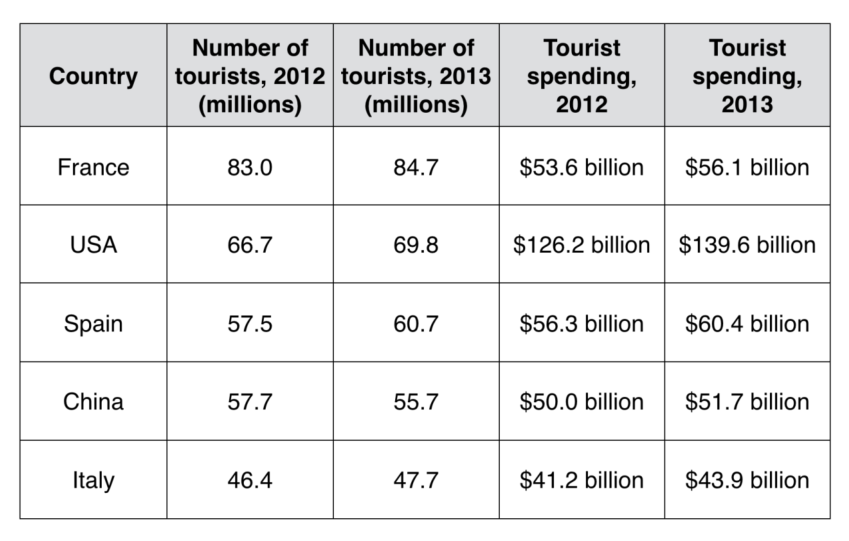 Country
Number of
tourists, 2012
(millions)
Number of
tourists, 2013
(millions)
Tourist
spending,
2012
Tourist
spending,
2013
France 83.0 84.7 $53.6 billion $56.1 billion
USA 66.7 69.8 $126.2 billion $139.6 billion
Spain 57.5 60.7 $56.3 billion $60.4 billion
China 57.7 55.7 $50.0 billion $51.7 billion
Italy 46.4 47.7 $41.2 billion $43.9 billion